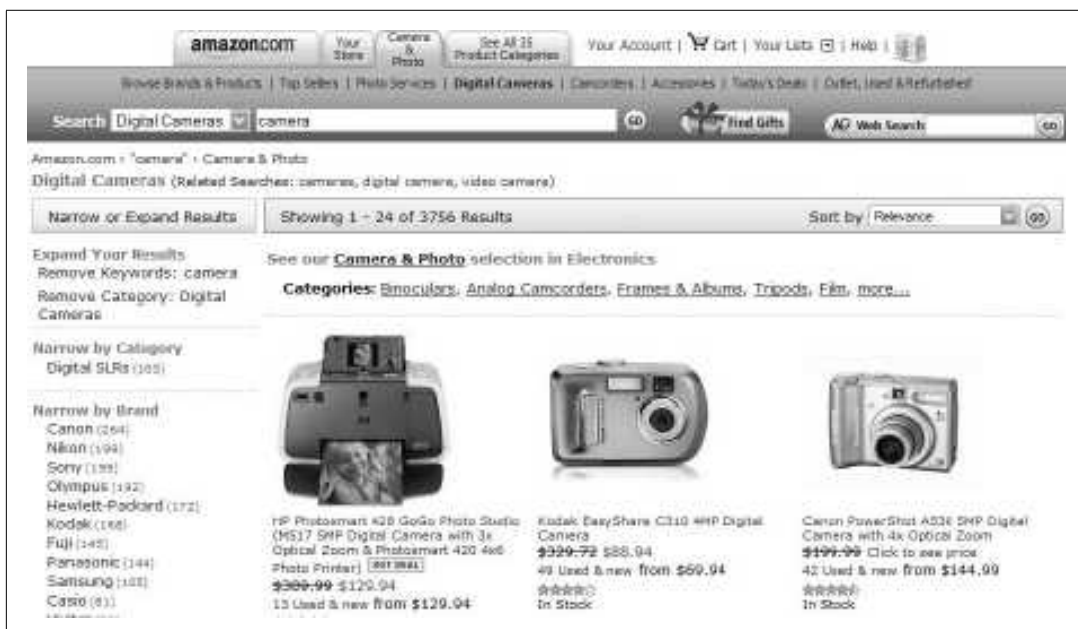 amazon.com
Your Store
Camera & Photo
See All 35 Product Categories
Your Account | Cart | Your Lists | Help |
Browse Brands & Products | Top Sellers | Photo Services | Digital Cameras | Camcorders | Accessories | Today's Deals | Outlet, Used & Refurbished
Search Digital Cameras camera GO Find Gifts A9 Web Search GO
Amazon.com › "camera" › Camera & Photo
Digital Cameras (Related Searches: cameras, digital camera, video camera)
Narrow or Expand Results
Showing 1 - 24 of 3756 Results
Sort by Relevance GO
Expand Your Results
Remove Keywords: camera
Remove Category: Digital
Cameras
Narrow by Category
Digital SLRs
Narrow by Brand
Canon (264)
Nikon
Sony
Olympus (192)
Hewlett-Packard (172)
Kodak (168)
Fuji
Panasonic (144)
Samsung
Casio
See our Camera & Photo selection in Electronics
Categories: Binoculars, Analog Camcorders, Frames & Albums, Tripods, Film, more...
HP Photosmart 428 GoGo Photo Studio
(M517 5MP Digital Camera with 3x
Optical Zoom & Photosmart 420 4x6
Photo Printer) HOT DEAL
$389.99 $129.94
13 Used & new from $129.94
Kodak EasyShare C310 4MP Digital
Camera
$329.72 $88.94
49 Used & new from $69.94
In Stock
Canon PowerShot 5MP Digital
Camera with 4x Optical Zoom
$199.99 Click to see price
42 Used & new from $144.99
In Stock